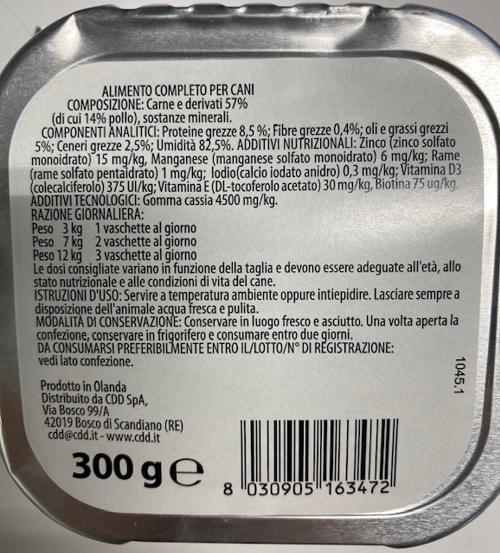 ALIMENTO COMPLETO PER CANI
COMPOSIZIONE: Carne e derivati 57%
(di cui 14% pollo), sostanze minerali.
COMPONENTI ANALITICI: Proteine grezze 8,5 %; Fibre grezze 0,4%; oli e grassi grezzi
5%; Ceneri grezze 2,5%; Umidità 82,5%. ADDITIVI NUTRIZIONALI: Zinco (zinco solfato
monoidrato) 15 mg/kg, Manganese (manganese solfato monoidrato) 6 mg/kg; Rame
(rame solfato pentaidrato) 1 mg/kg; Iodio(calcio iodato anidro) 0,3 mg/kg; Vitamina D3
(colecalciferolo) 375 UI/kg; Vitamina E (DL-tocoferolo acetato) 30 mg/kg, Biotina 75 ug/kg.
ADDITIVI TECNOLOGICI: Gomma cassia 4500 mg/kg.
RAZIONE GIORNALIERA:
Peso 3 kg 1 vaschette al giorno
Peso 7 kg 2 vaschette al giorno
Peso 12 kg 3 vaschette al giorno
Le dosi consigliate variano in funzione della taglia e devono essere adeguate all'età, allo
stato nutrizionale e alle condizioni di vita del cane.
ISTRUZIONI D'USO: Servire a temperatura ambiente oppure intiepidire. Lasciare sempre a
disposizione dell'animale acqua fresca e pulita.
MODALITÀ DI CONSERVAZIONE: Conservare in luogo fresco e asciutto. Una volta aperta la
confezione, conservare in frigorifero e consumare entro due giorni.
DA CONSUMARSI PREFERIBILMENTE ENTRO IL/LOTTO/N° DI REGISTRAZIONE:
vedi lato confezione.
1045.1
Prodotto in Olanda
Distribuito da CDD SpA,
Via Bosco 99/A
42019 Bosco di Scandiano (RE)
cdd@cdd.it - www.cdd.it
300 g e
8 030905 163472